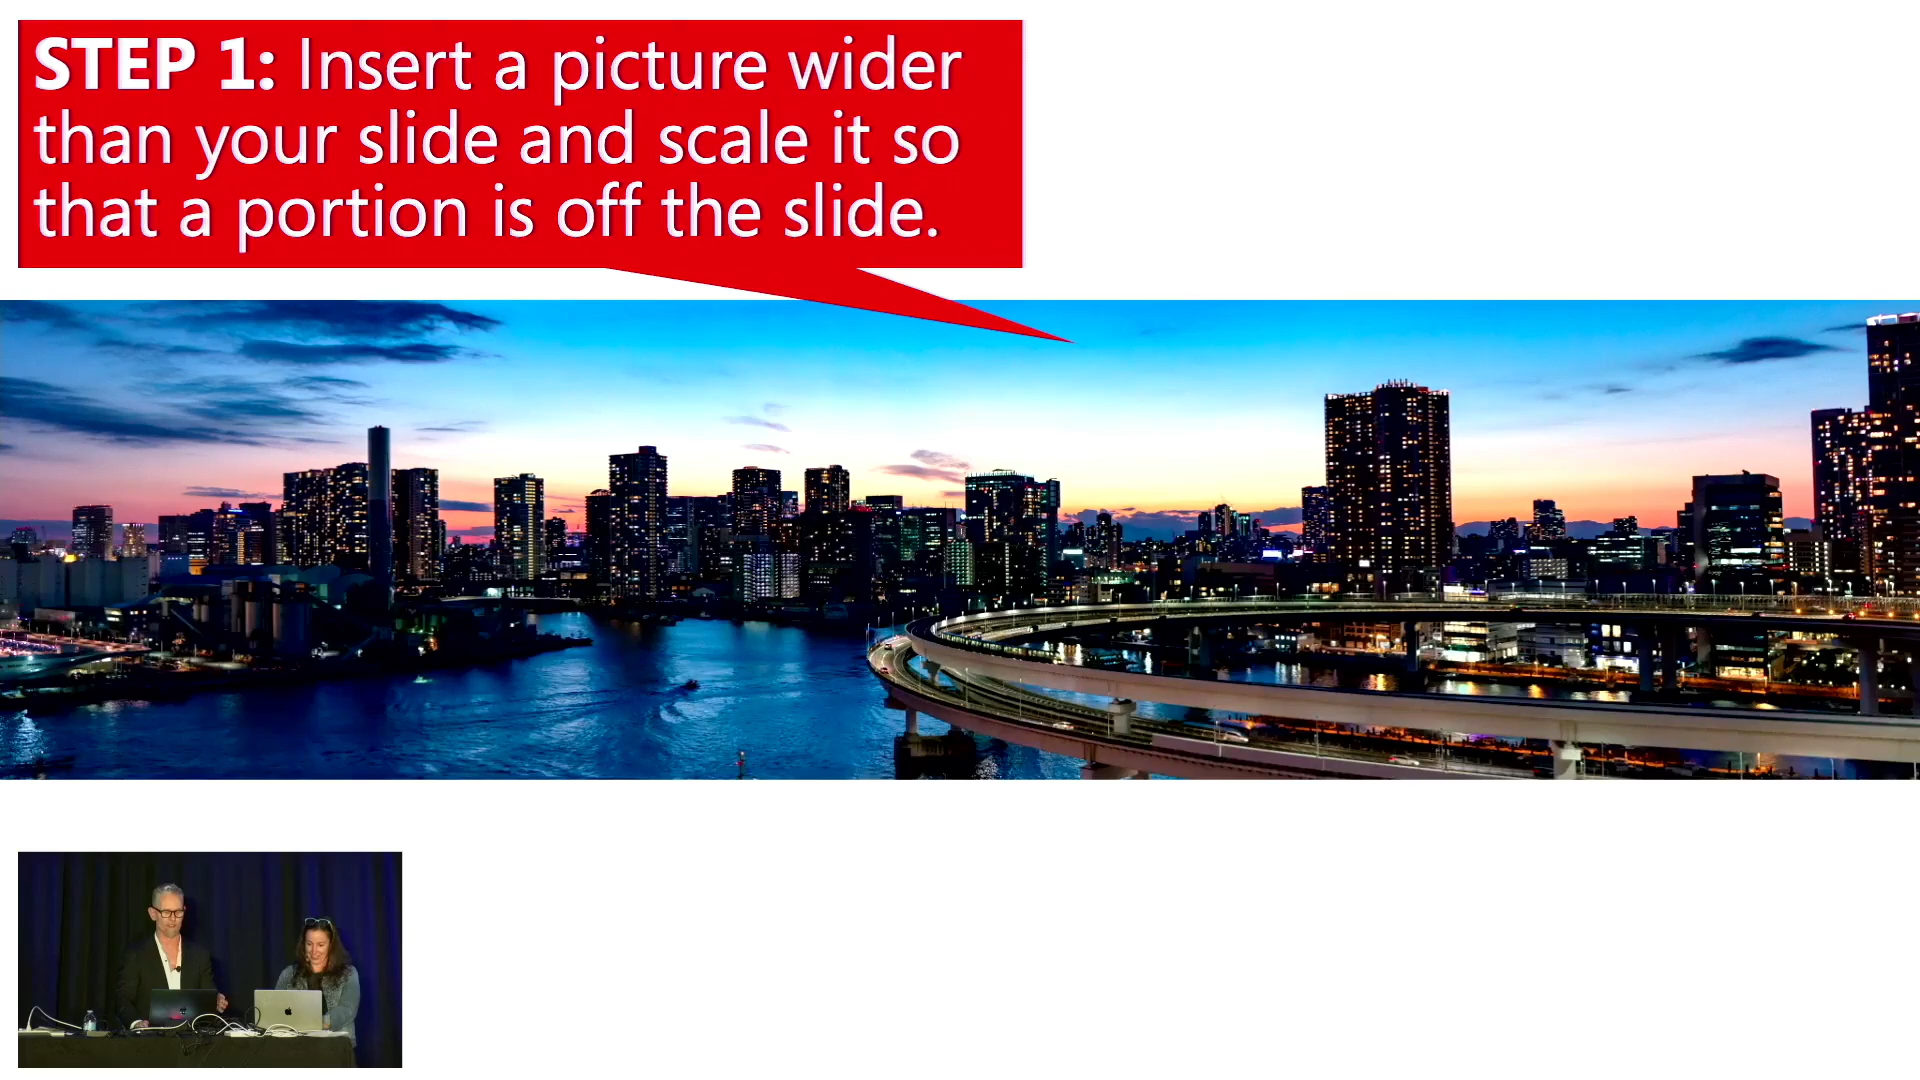 STEP 1: Insert a picture wider
than your slide and scale it so
that a portion is off the slide.